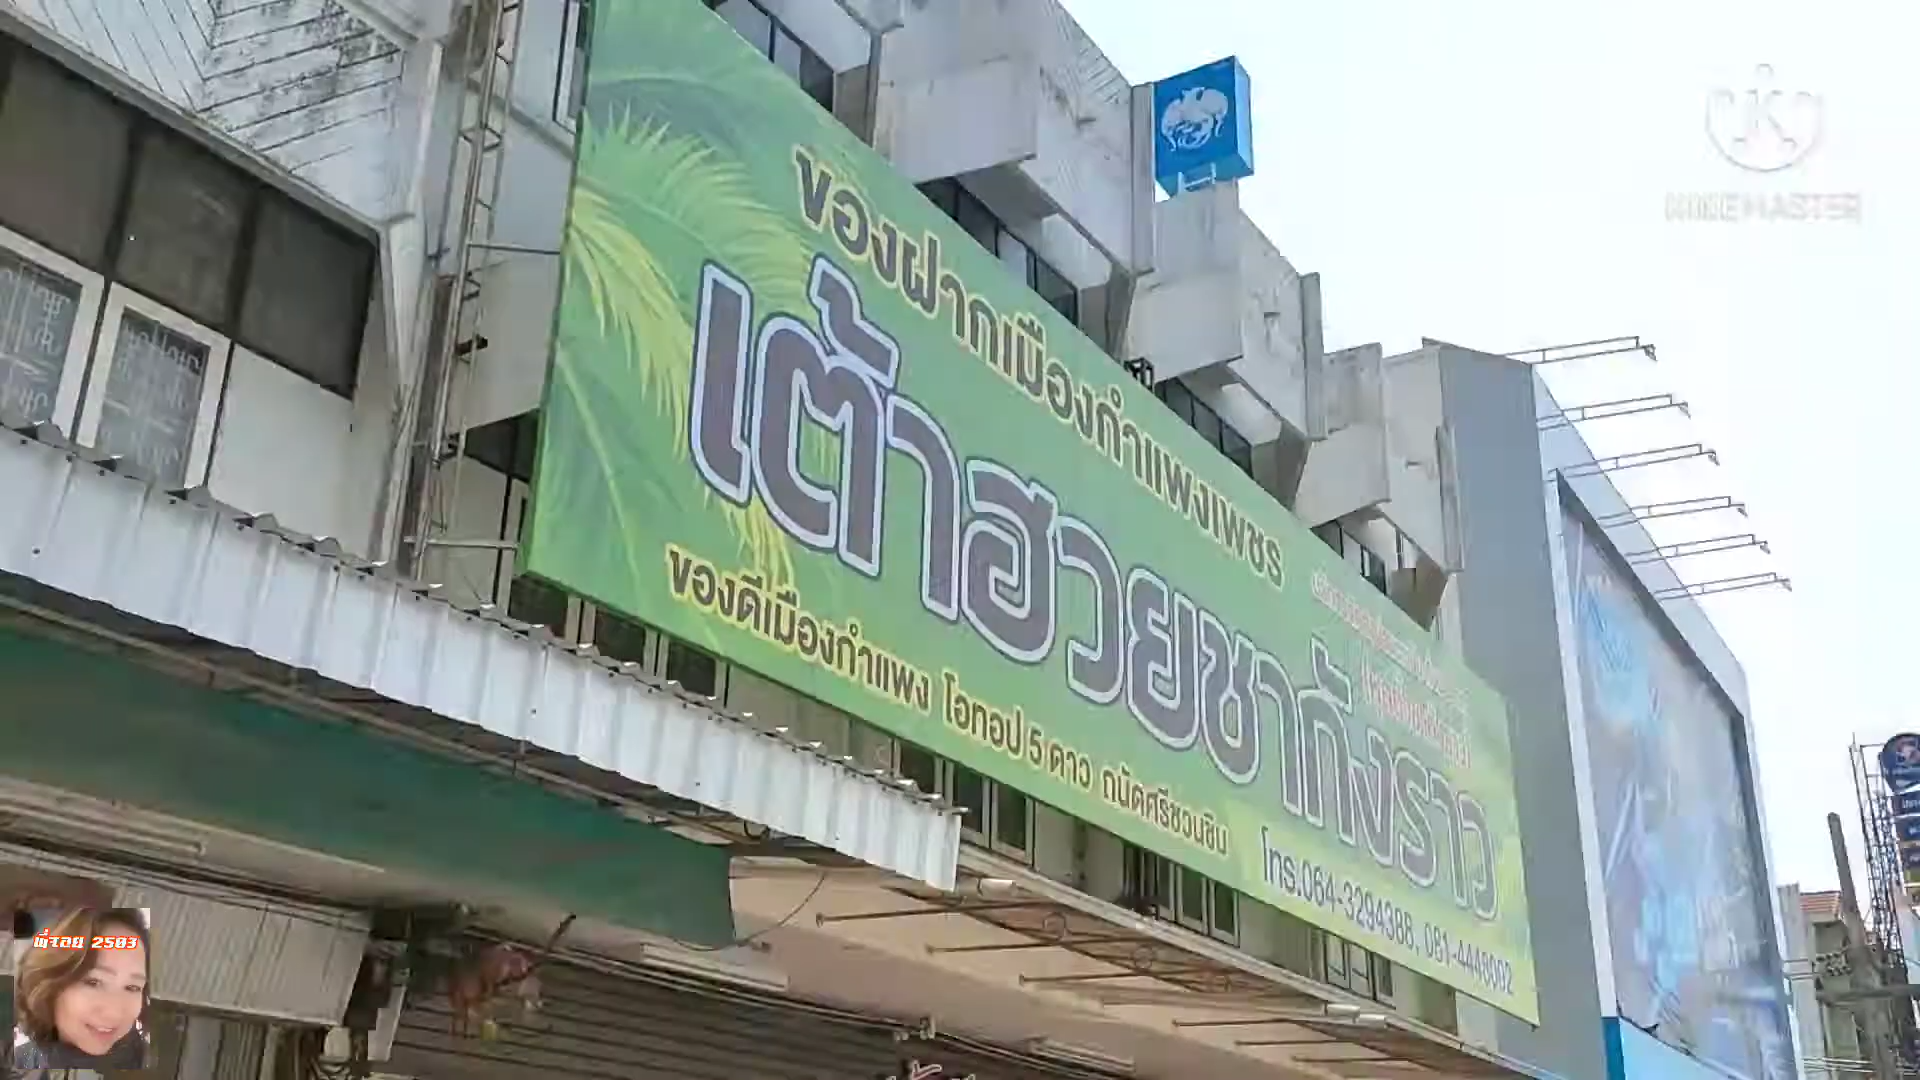 KINEMASTER
ของฝากเมืองกำแพงเพชร
เต้าฮวยชากังราว
ของดีเมืองกำแพง โอทอป 5 ดาว ถนัดศรีชวนชิม
โทร.064-3294388, 081-4448002
พี่จอย 2503